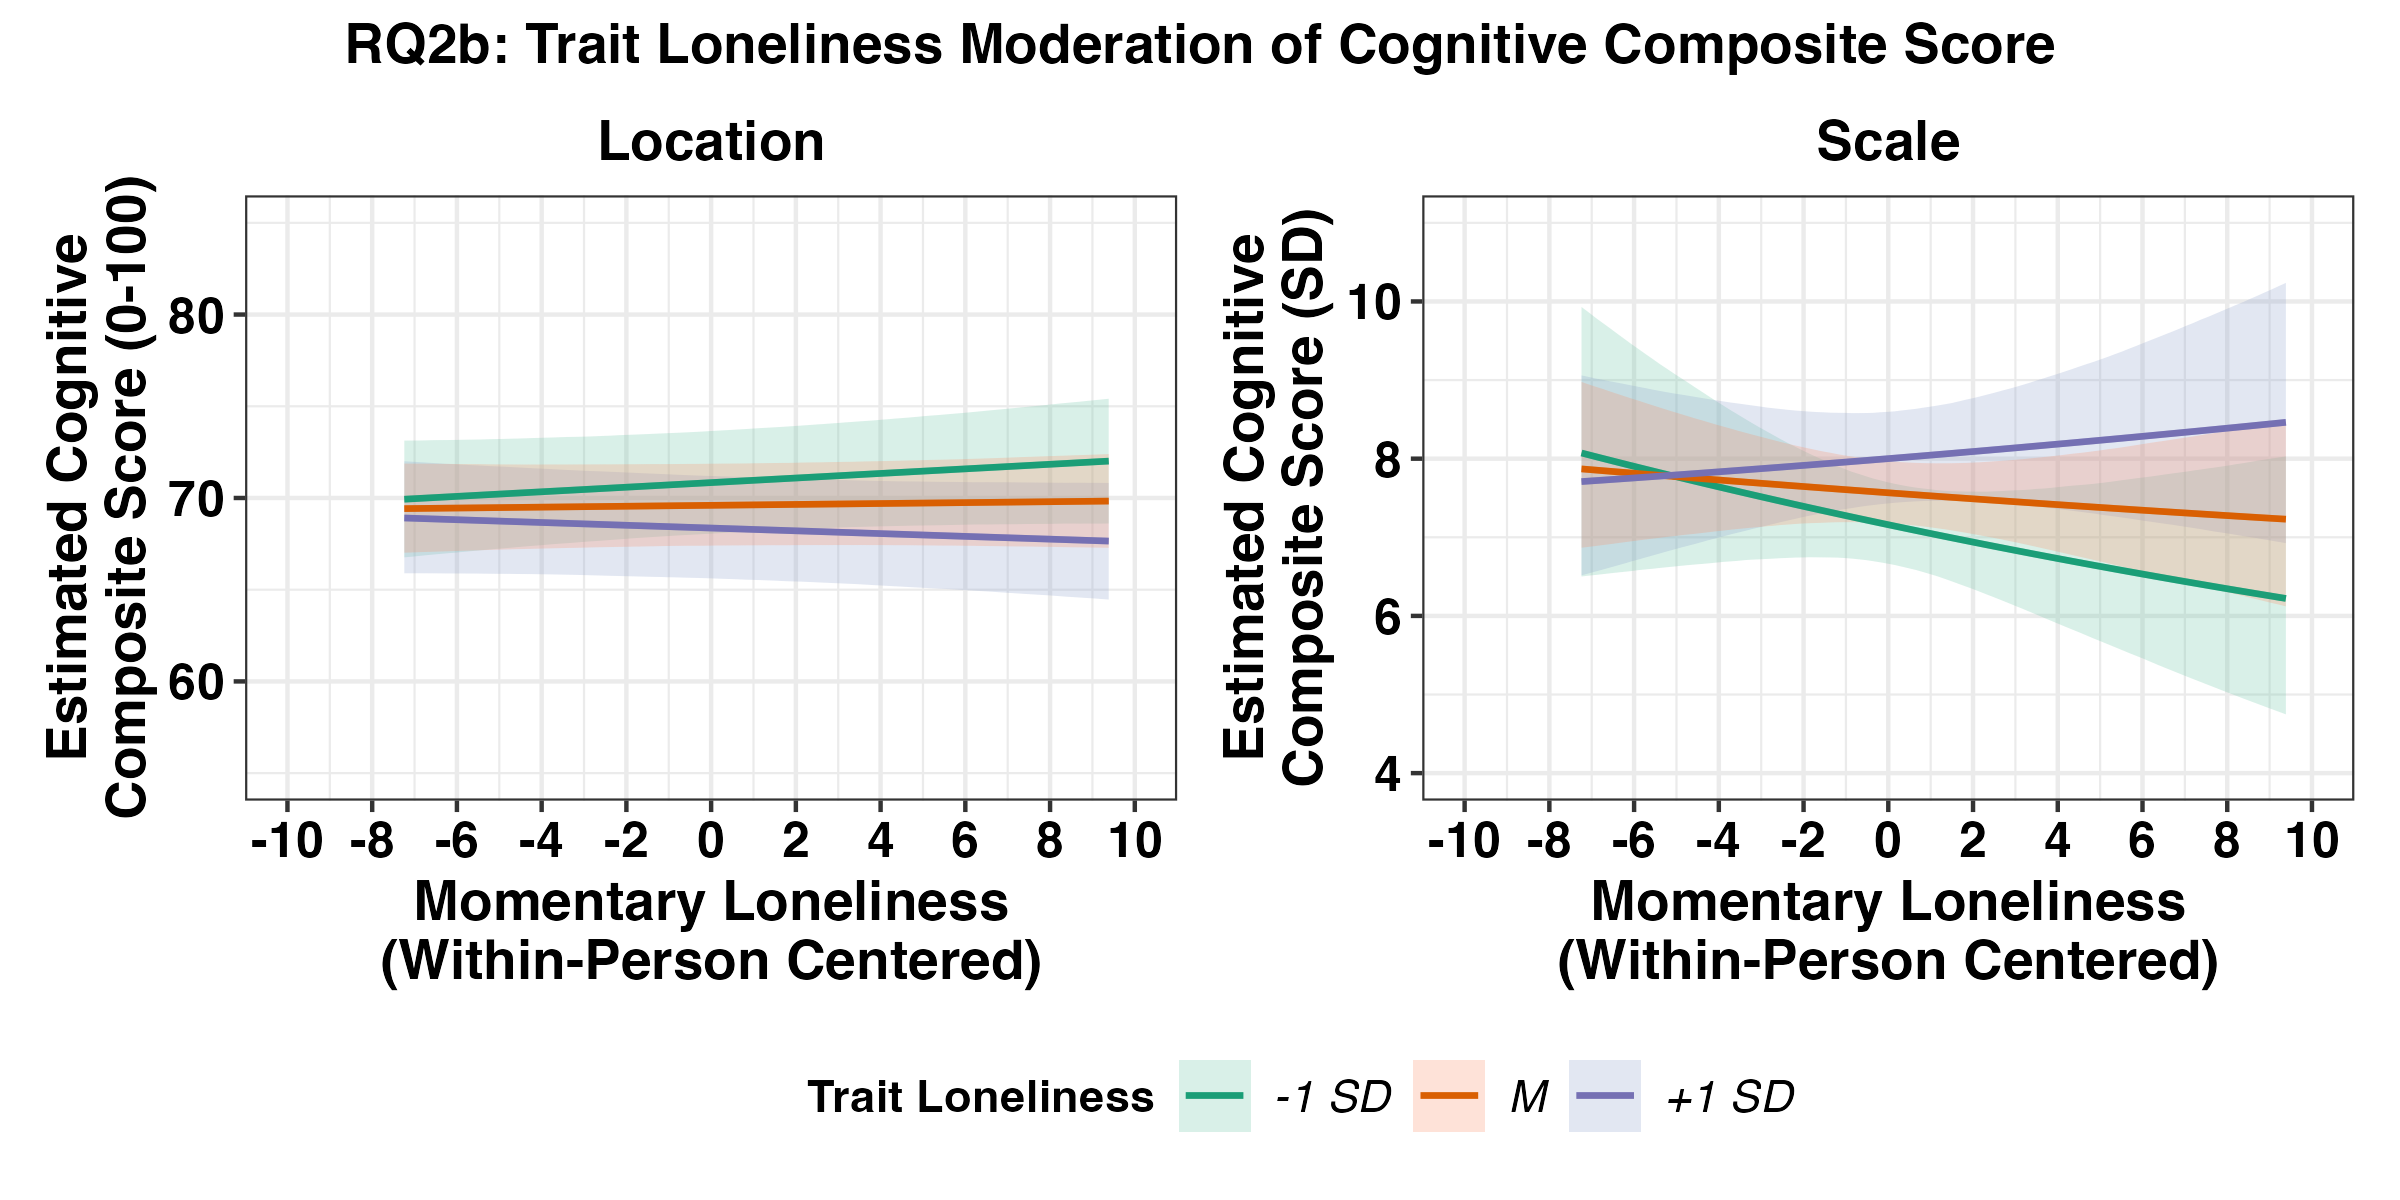 RQ2b: Trait Loneliness Moderation of Cognitive Composite Score
Location
Estimated Cognitive
Composite Score (0-100)
80
70
60
-10 -8 -6 -4 -2 0 2 4 6 8 10
Momentary Loneliness
(Within-Person Centered)
Scale
Estimated Cognitive
Composite Score (SD)
10
8
6
4
-10 -8 -6 -4 -2 0 2 4 6 8 10
Momentary Loneliness
(Within-Person Centered)
Trait Loneliness -1 SD M +1 SD